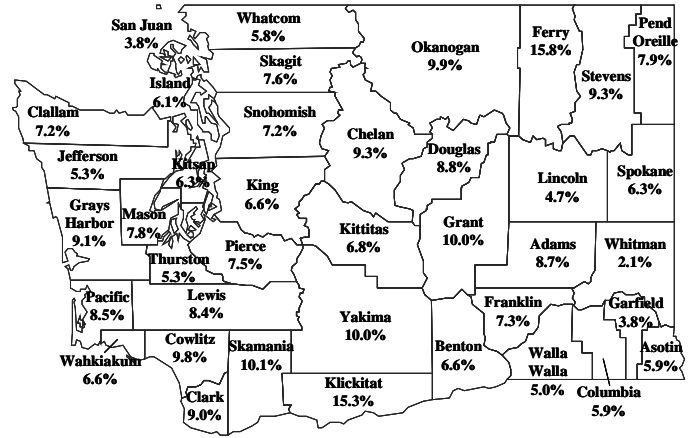 San Juan
3.8%
Whatcom
5.8%
Skagit
7.6%
Island
6.1%
Okanogan
9.9%
Ferry
15.8%
Stevens
9.3%
Pend
Oreille
7.9%
Clallam
7.2%
Snohomish
7.2%
Chelan
9.3%
Douglas
8.8%
Jefferson
5.3%
Kitsap
6.3%
King
6.6%
Lincoln
4.7%
Spokane
6.3%
Grays
Harbor
9.1%
Mason
7.8%
Kittitas
6.8%
Grant
10.0%
Thurston
5.3%
Pierce
7.5%
Adams
8.7%
Whitman
2.1%
Pacific
8.5%
Lewis
8.4%
Yakima
10.0%
Franklin
7.3%
Garfield
3.8%
Wahkiakum
6.6%
Cowlitz
9.8%
Skamania
10.1%
Benton
6.6%
Walla
Walla
5.0%
Columbia
5.9%
Asotin
5.9%
Clark
9.0%
Klickitat
15.3%